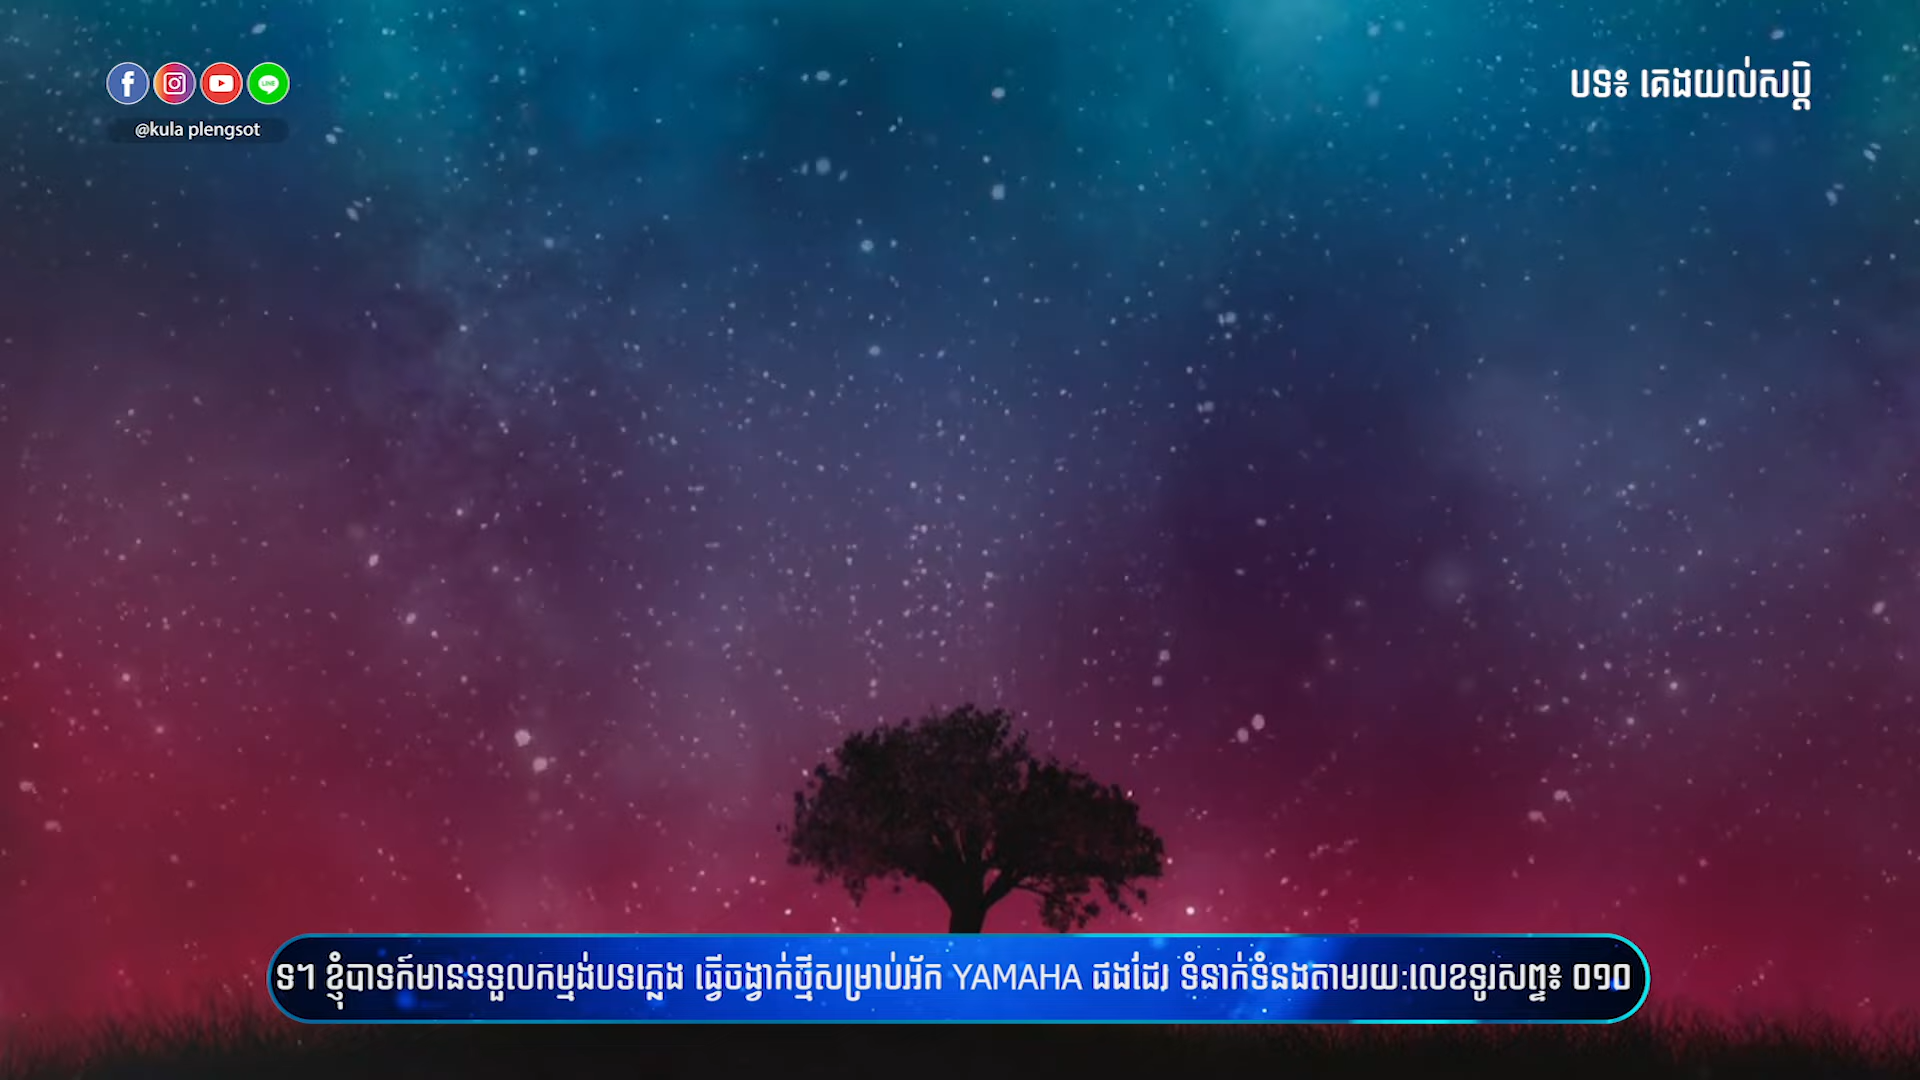 @kula plengsot
បទ៖ គេងយល់សប្តិ
ទៗ ខ្ញុំបាទក៍មានទទួលកម្មង់បទភ្លេង ធ្វើចង្វាក់ថ្មីសម្រាប់អ័ក YAMAHA ផងដែរ ទំនាក់ទំនងតាមរយៈលេខទូរសព្ទ៖ ០១០